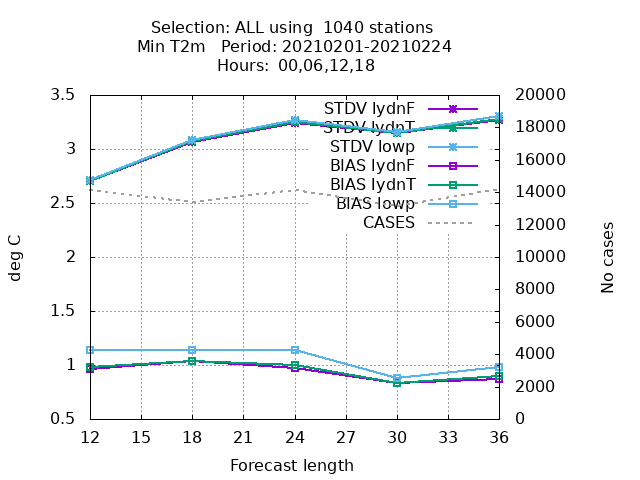 Selection: ALL using  1040 stations
Min T2m   Period: 20210201-20210224
Hours:  00,06,12,18
3.5
3
2.5
2
1.5
1
0.5
deg C
STDV lydnF
STDV lydnT
STDV lowp
BIAS lydnF
BIAS lydnT
BIAS lowp
CASES
20000
18000
16000
14000
12000
10000
8000
6000
4000
2000
0
No cases
12 15 18 21 24 27 30 33 36
Forecast length